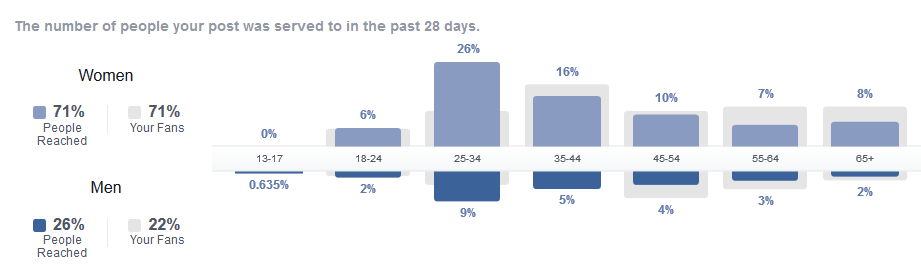 The number of people your post was served to in the past 28 days.
Women
71% 71%
People Your Fans
Reached
0% 6% 26% 16% 10% 7% 8%
13-17 18-24 25-34 35-44 45-54 55-64 65+
0.635% 2% 9% 5% 4% 3% 2%
Men
26% 22%
People Your Fans
Reached